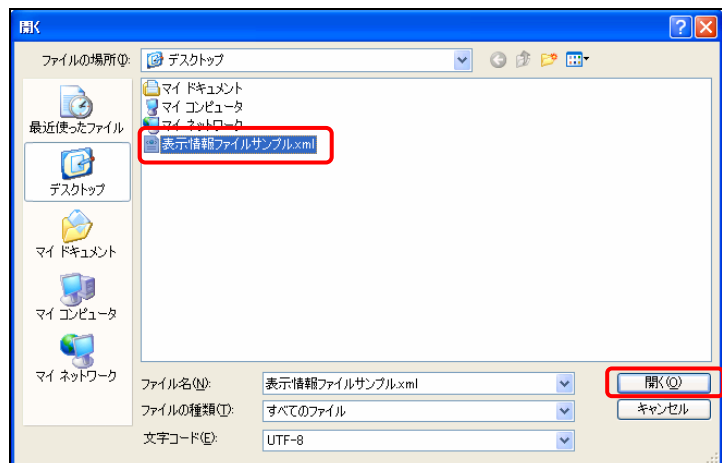 開く
ファイルの場所(I):
デスクトップ
最近使ったファイル
デスクトップ
マイ ドキュメント
マイ コンピュータ
マイ ネットワーク
マイ ドキュメント
マイ コンピュータ
マイ ネットワーク
表示情報ファイルサンプル.xml
ファイル名(N):
表示情報ファイルサンプル.xml
開く(O)
ファイルの種類(T):
すべてのファイル
キャンセル
文字コード(E):
UTF-8